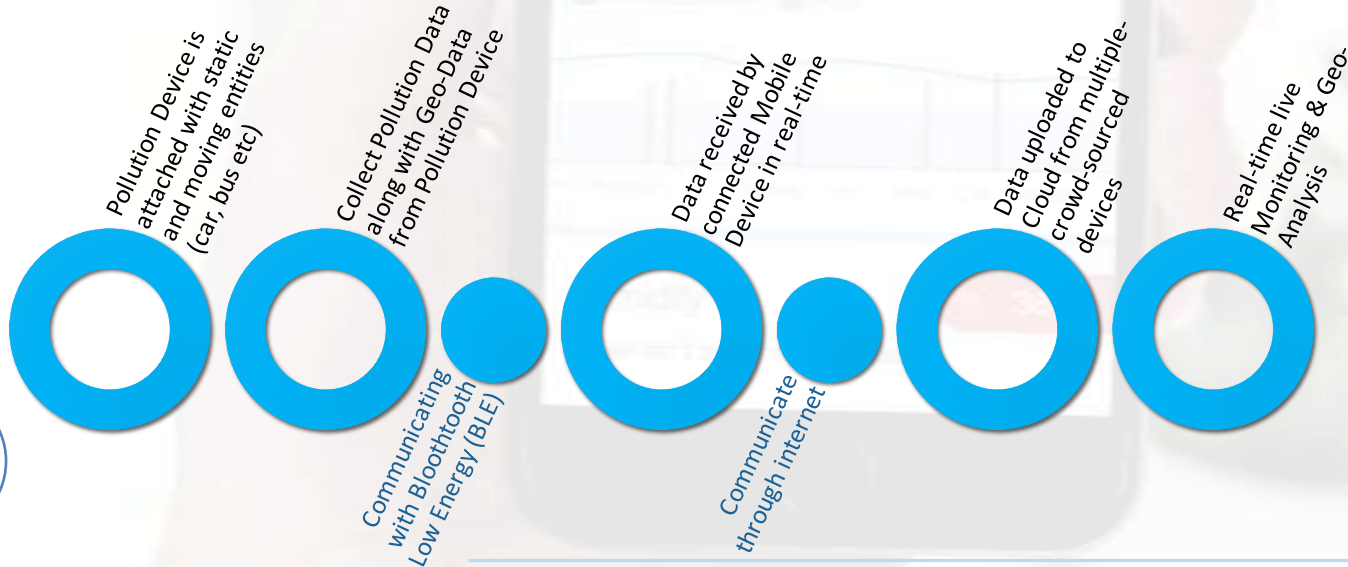 Pollution Device is
attached with static
and moving entities
(car, bus etc)
Collect Pollution Data
along with Geo-Data
from Pollution Device
Communicating
with Bloothtooth
Low Energy (BLE)
Data received by
connected Mobile
Device in real-time
Communicate
through internet
Data uploaded to
Cloud from multiple-
crowd-sourced
devices
Real-time live
Monitoring & Geo-
Analysis